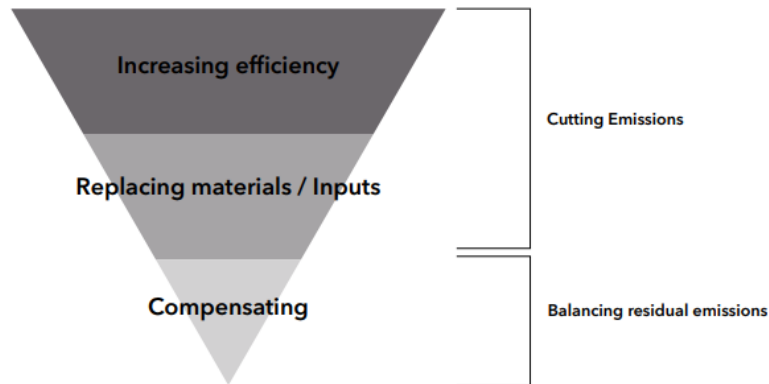 Increasing efficiency
Cutting Emissions
Replacing materials / Inputs
Compensating
Balancing residual emissions